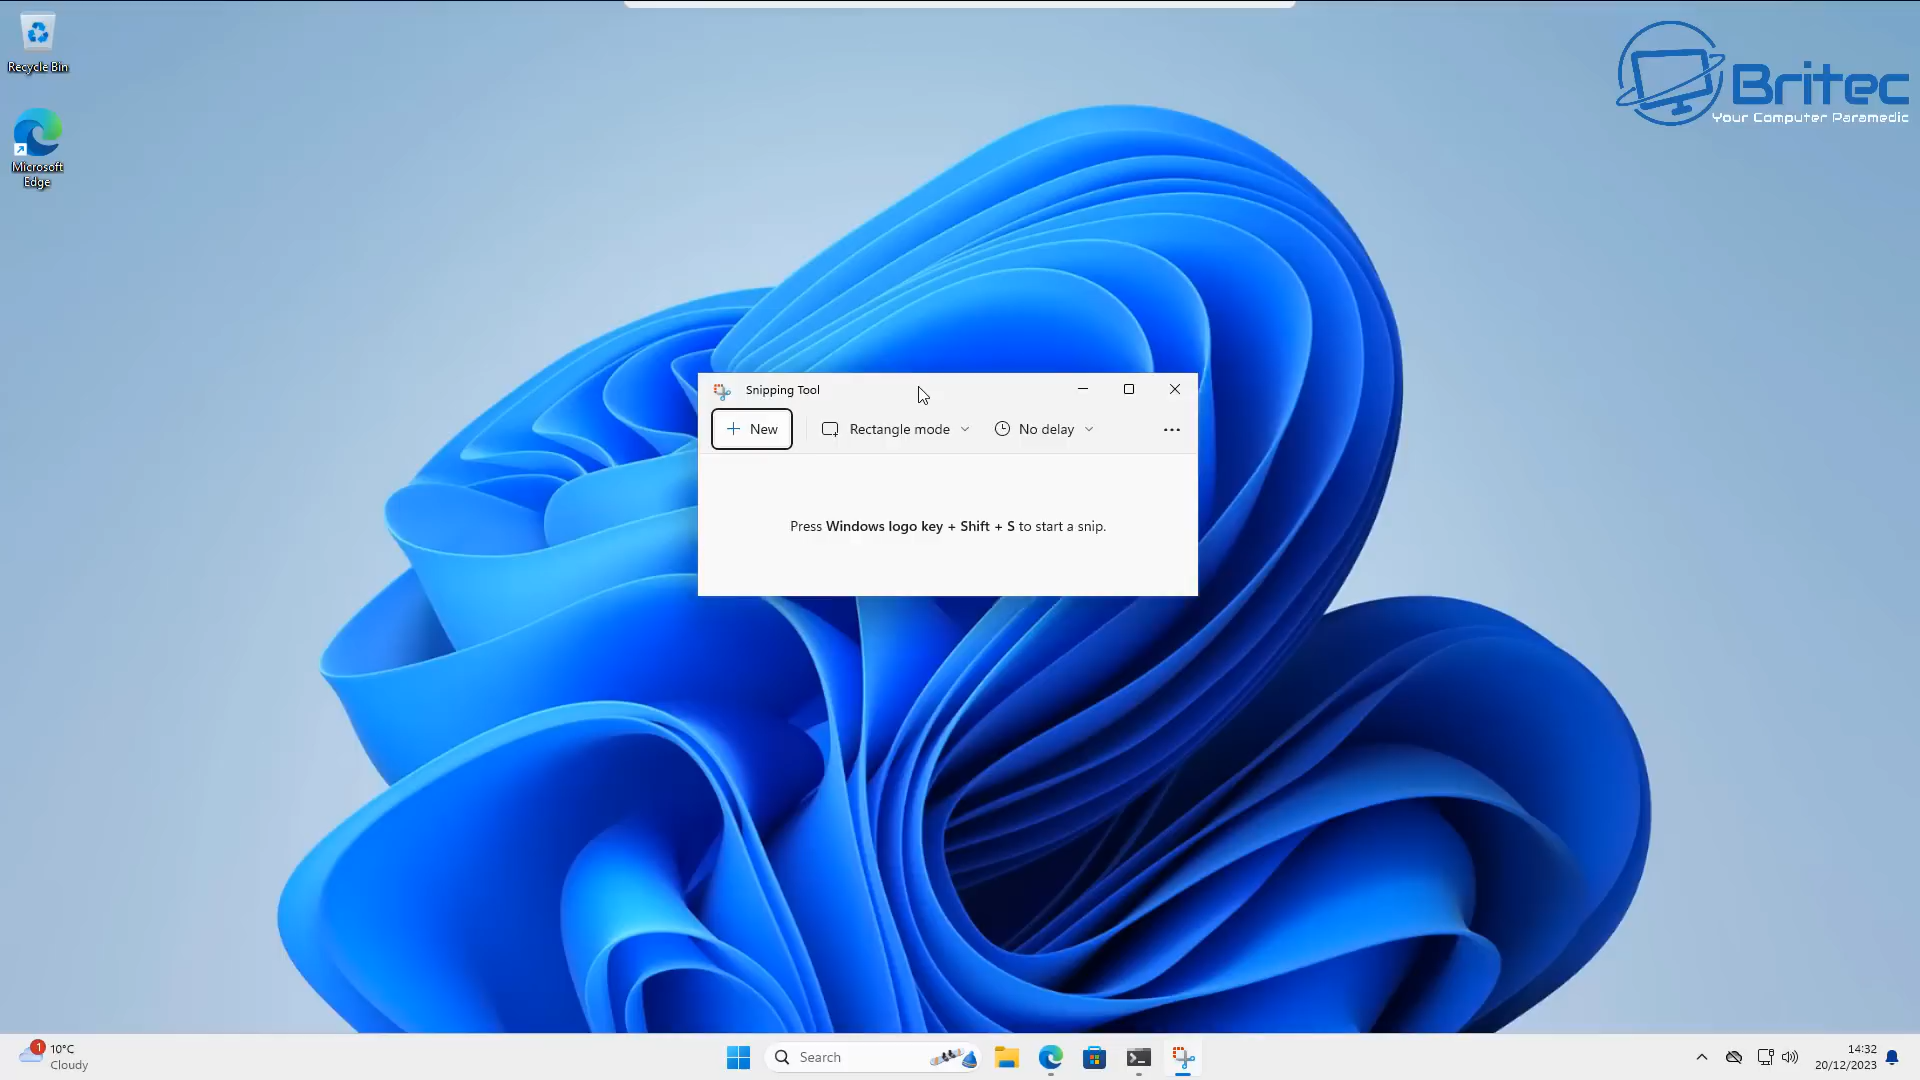 Recycle Bin
Microsoft
Edge
Britec
Your Computer Paramedic
Snipping Tool
New
Rectangle mode
No delay
Press Windows logo key + Shift + S to start a snip.
1
10°C
Cloudy
Search
14:32
20/12/2023